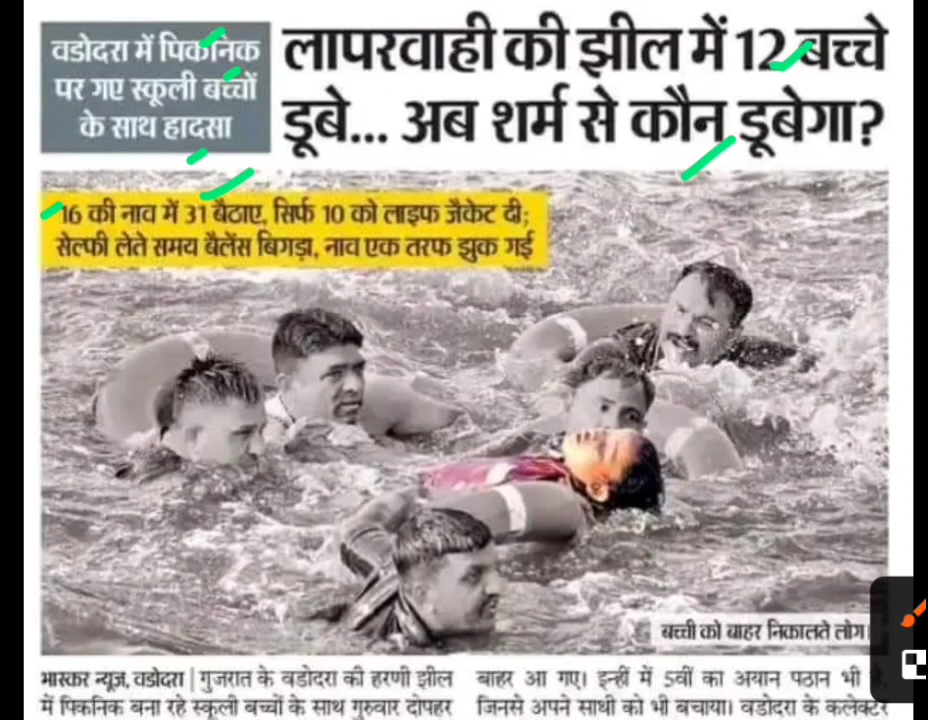 वडोदरा में पिकनिक
पर गए स्कूली बच्चों
के साथ हादसा
लापरवाही की झील में 12 बच्चे
डूबे... अब शर्म से कौन डूबेगा?
16 की नाव में 31 बैठाए, सिर्फ 10 को लाइफ जैकेट दी;
सेल्फी लेते समय बैलेंस बिगड़ा, नाव एक तरफ झुक गई
बच्ची को बाहर निकालते लोग।
भास्कर न्यूज, वडोदरा | गुजरात के वडोदरा की हरणी झील
में पिकनिक बना रहे स्कूली बच्चों के साथ गुरुवार दोपहर
बाहर आ गए। इन्हीं में 5वीं का अयान पठान भी
जिनसे अपने साथी को भी बचाया। वडोदरा के कलेक्टर